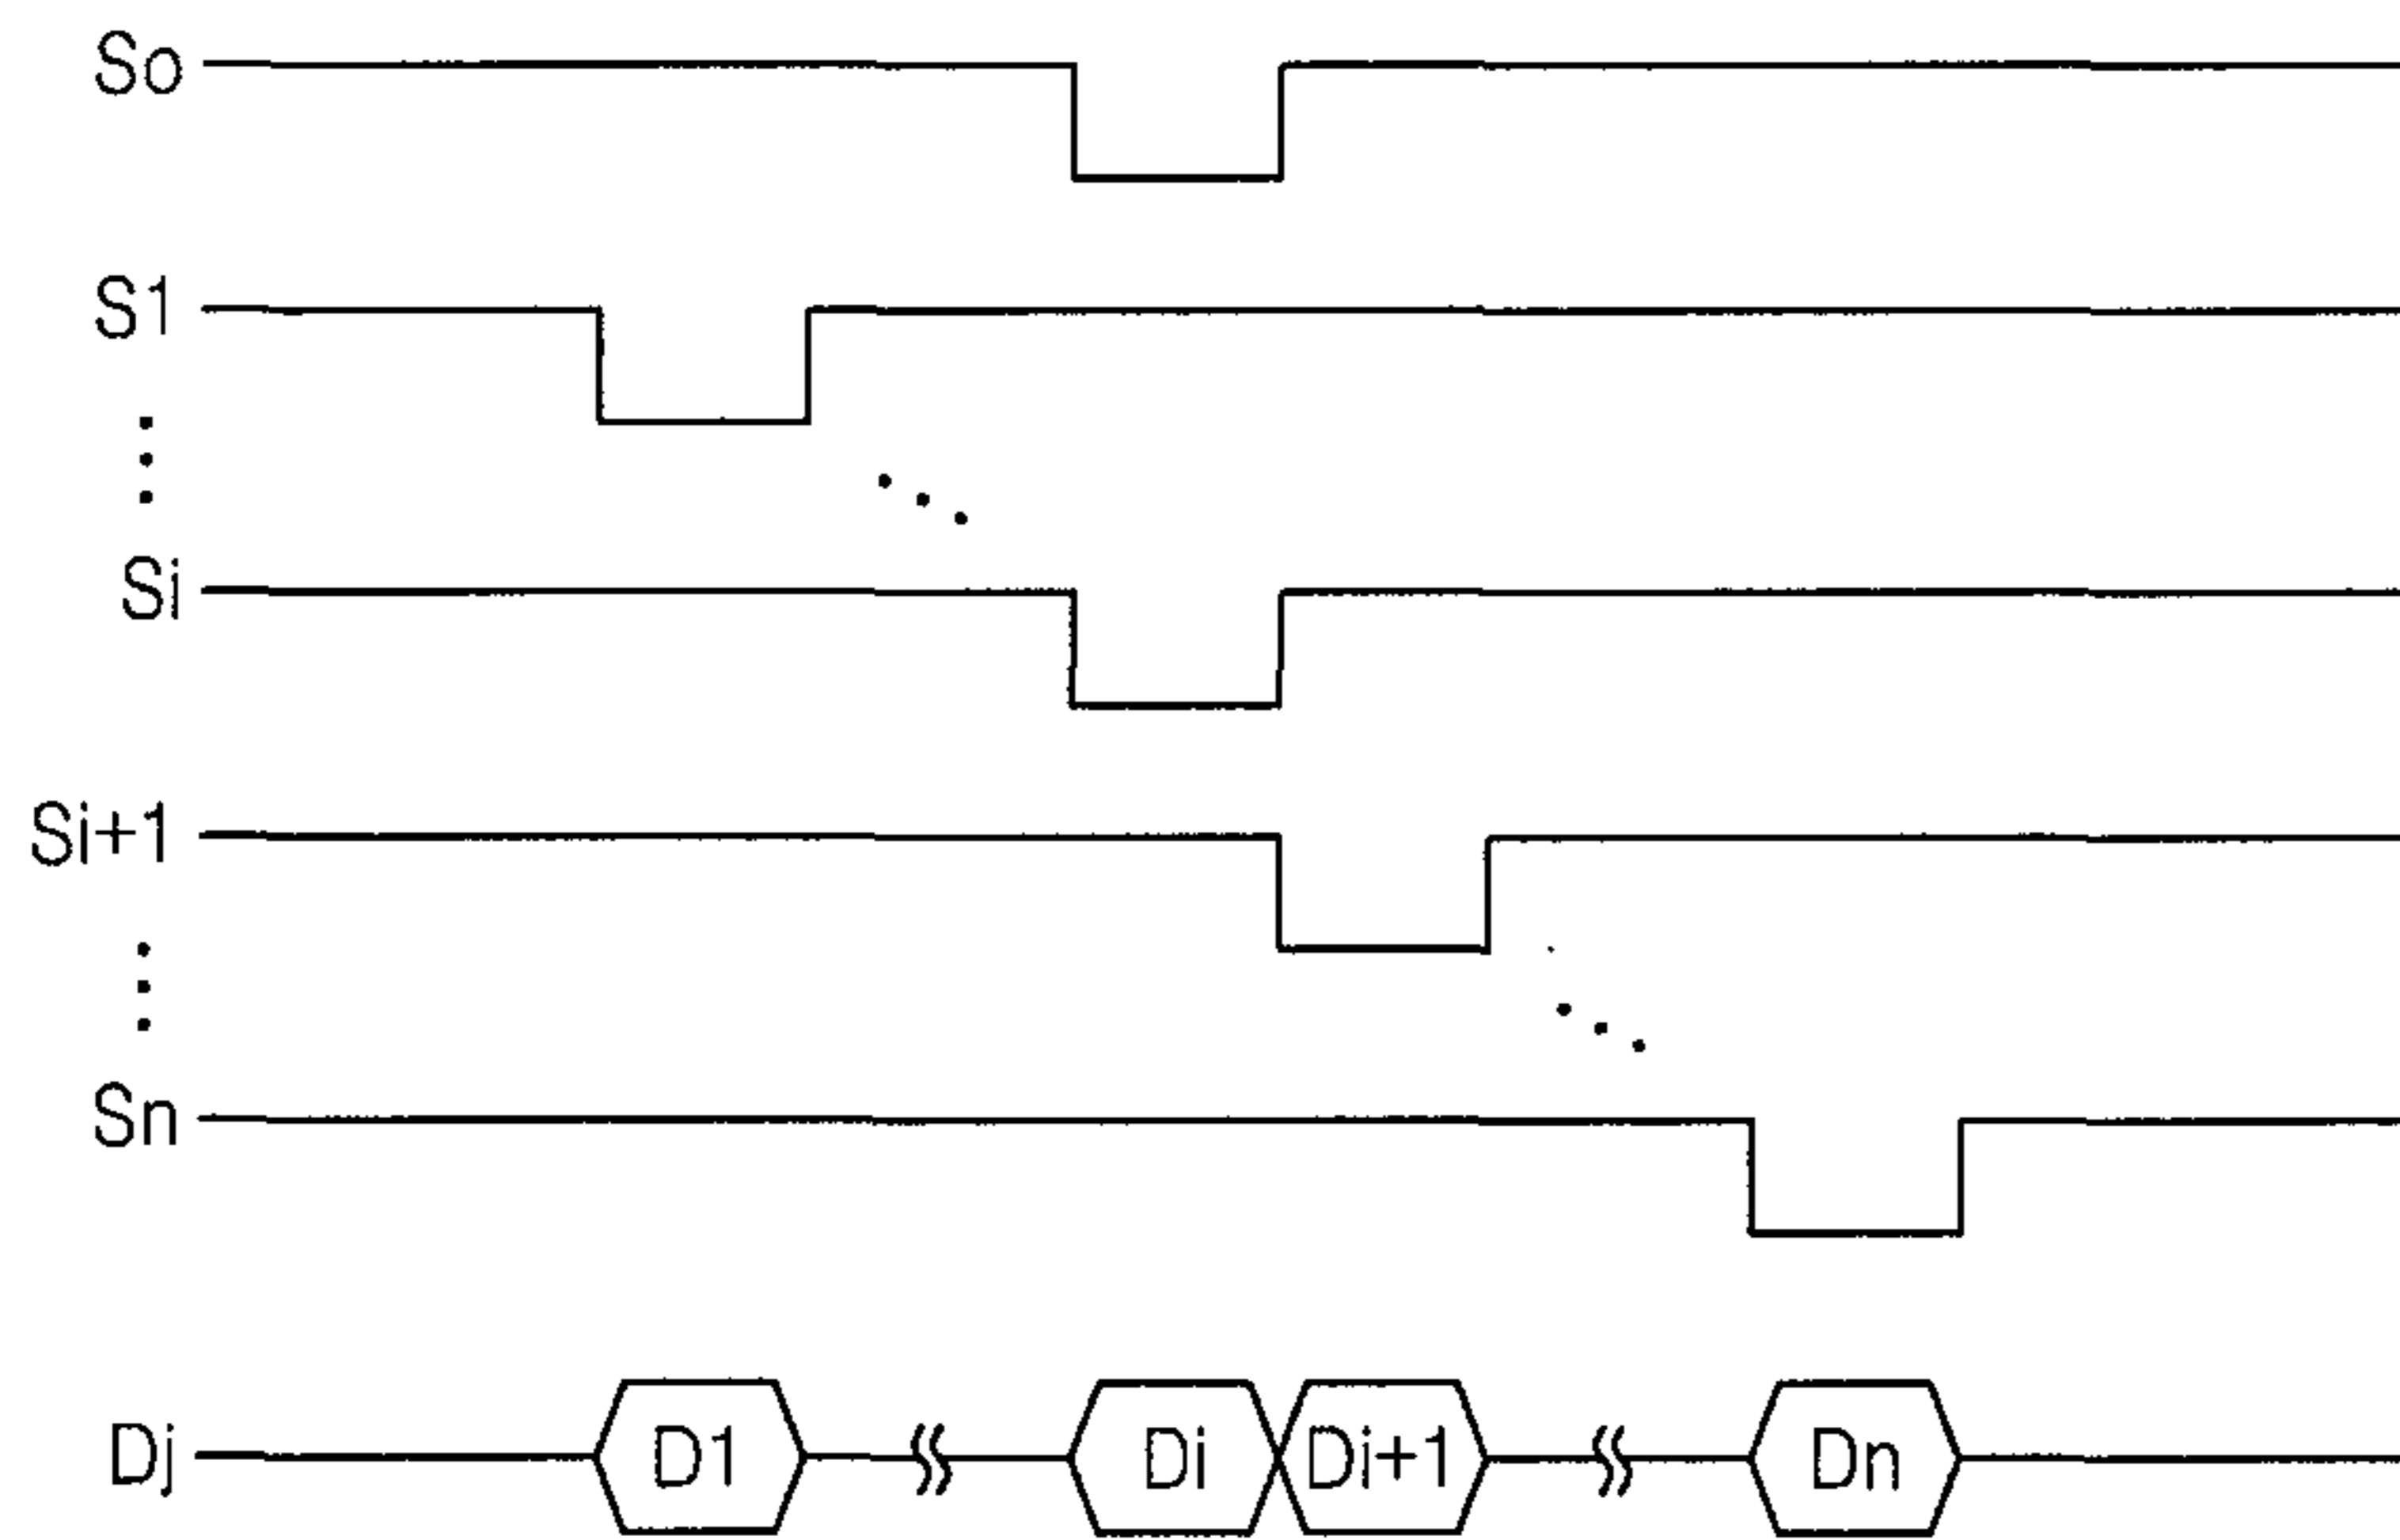 So
S1
Si
Si+1
Sn
Dj D1 Di Di+1 Dn